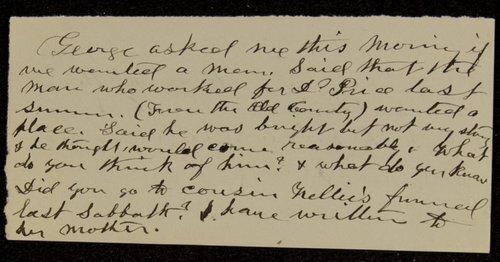 George asked me this Morning if
we wanted a man. Said that the
man who worked for D. Price last
summer. (From the Old County) wanted a
place. Said he was bright but not very strong
& he thought would come reasonable. & What
do you think of him? & what do you know
Did you go to cousin Nellie's funeral
last Sabbath? I have written to
her mother.